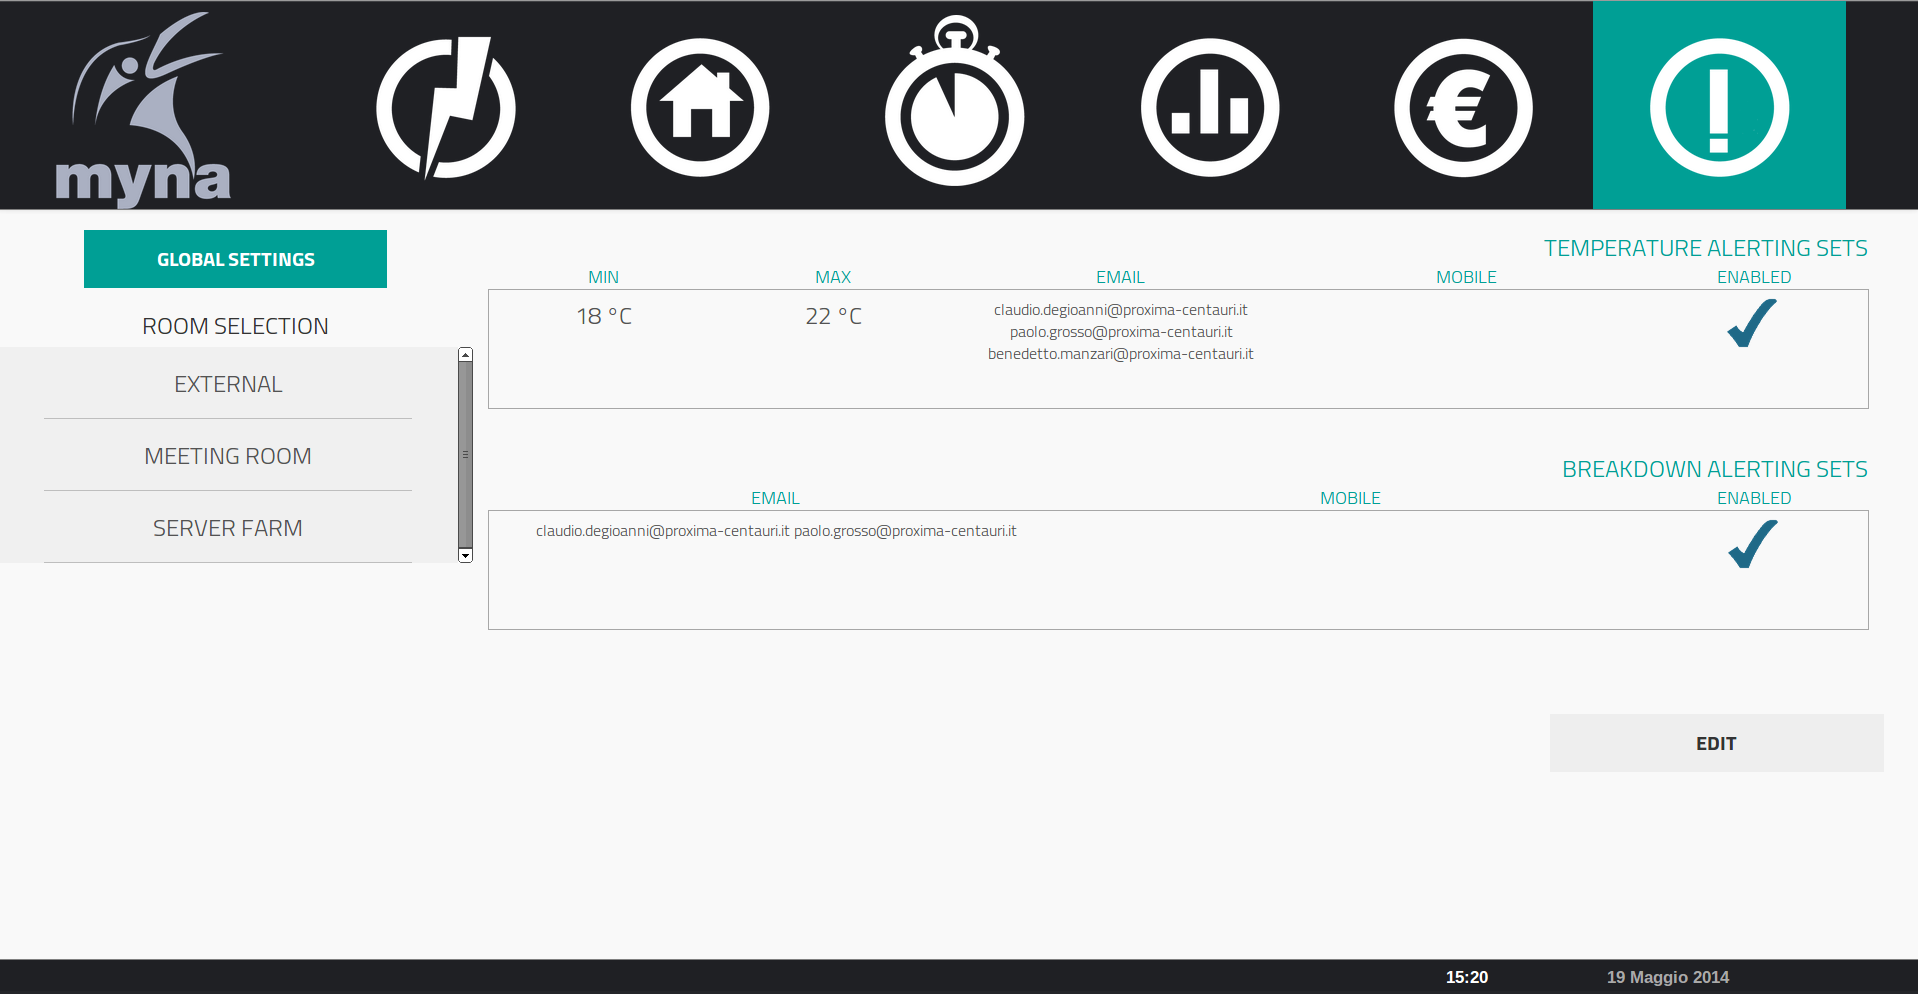 myna
GLOBAL SETTINGS
ROOM SELECTION
EXTERNAL
MEETING ROOM
SERVER FARM
TEMPERATURE ALERTING SETS
MIN MAX EMAIL MOBILE ENABLED
18 °C 22 °C claudio.degioanni@proxima-centauri.it
paolo.grosso@proxima-centauri.it
benedetto.manzari@proxima-centauri.it
BREAKDOWN ALERTING SETS
EMAIL MOBILE ENABLED
claudio.degioanni@proxima-centauri.it paolo.grosso@proxima-centauri.it
EDIT
15:20 19 Maggio 2014